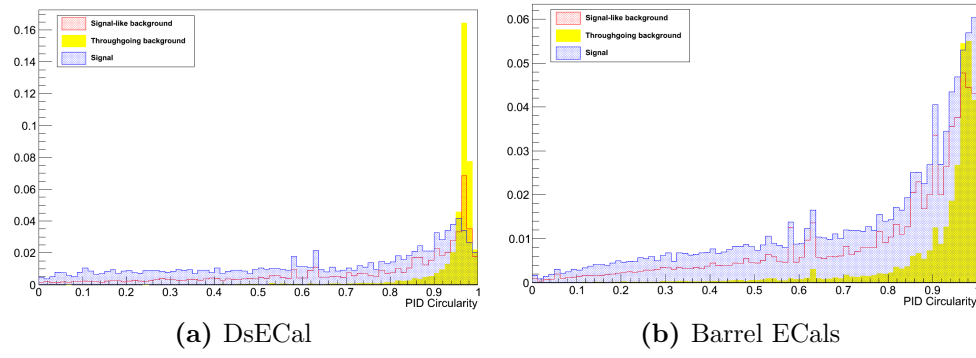 0.16
0.14
0.12
0.1
0.08
0.06
0.04
0.02
0
Signal-like background
Throughgoing background
Signal
0 0.1 0.2 0.3 0.4 0.5 0.6 0.7 0.8 0.9 1
PID Circularity
(a) DsECal
0.06
0.05
0.04
0.03
0.02
0.01
0
Signal-like background
Throughgoing background
Signal
0 0.1 0.2 0.3 0.4 0.5 0.6 0.7 0.8 0.9 1
PID Circularity
(b) Barrel ECals